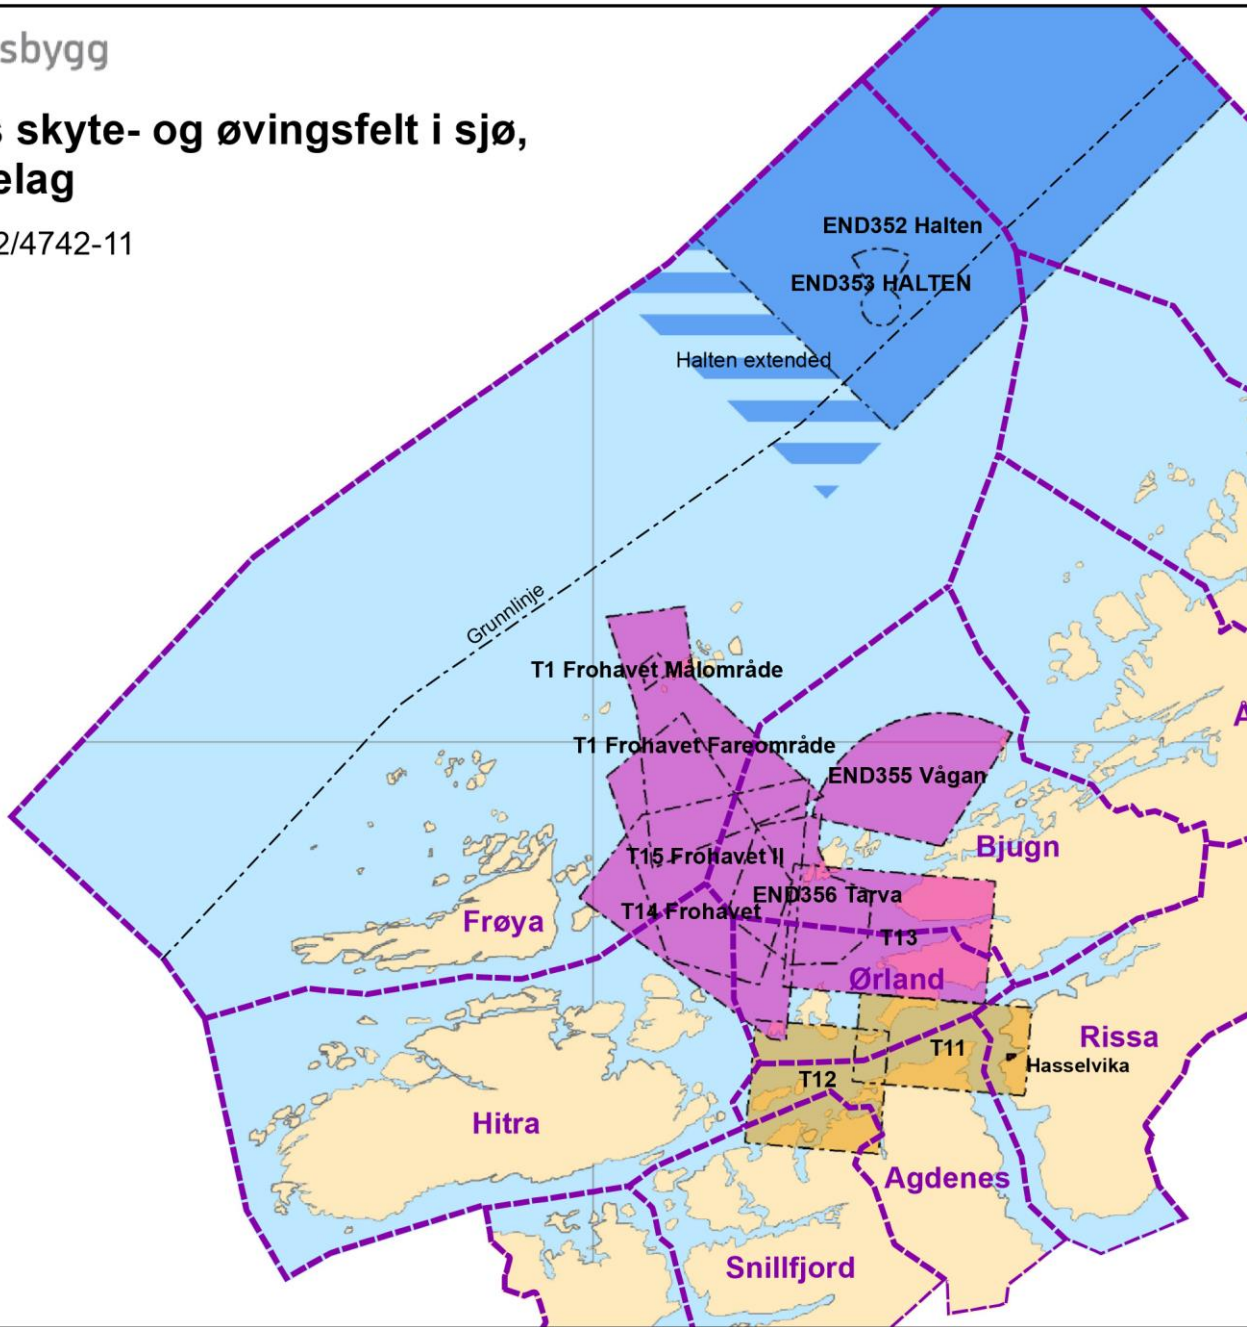 sbygg
s skyte- og øvingsfelt i sjø,
elag
2/4742-11
END352 Halten
END353 HALTEN
Halten extended
Grunnlinje
T1 Frohavet Målområde
T1 Frohavet Fareområde
END355 Vågan
Å
Bjugn
T15 Frohavet II
END356 Tarva
T14 Frohavet
Frøya
T13
Ørland
Rissa
T11
Hasselvika
T12
Hitra
Agdenes
Snillfjord